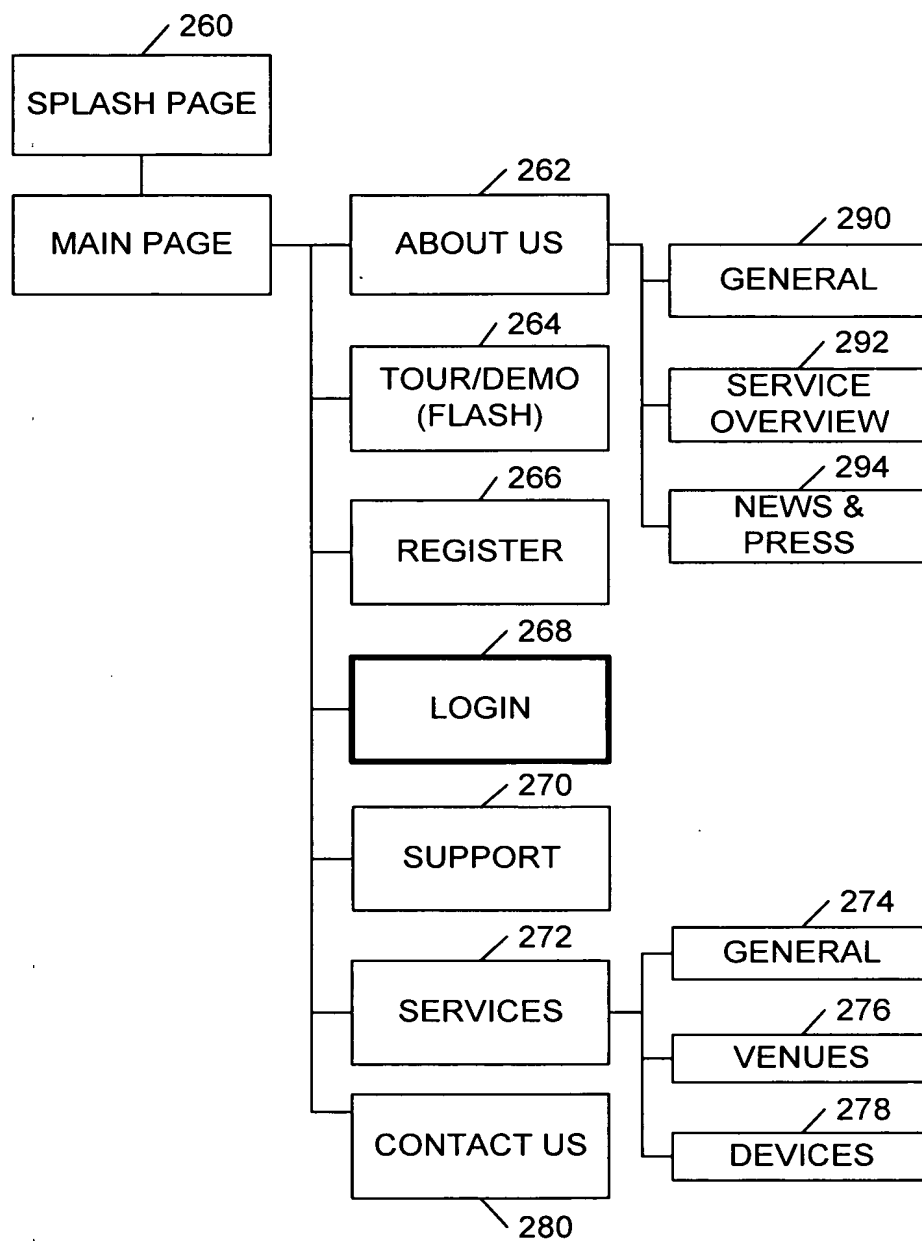 260
SPLASH PAGE
MAIN PAGE
262
ABOUT US
290
GENERAL
292
SERVICE
OVERVIEW
294
NEWS &
PRESS
264
TOUR/DEMO
(FLASH)
266
REGISTER
268
LOGIN
270
SUPPORT
272
SERVICES
274
GENERAL
276
VENUES
278
DEVICES
CONTACT US
280